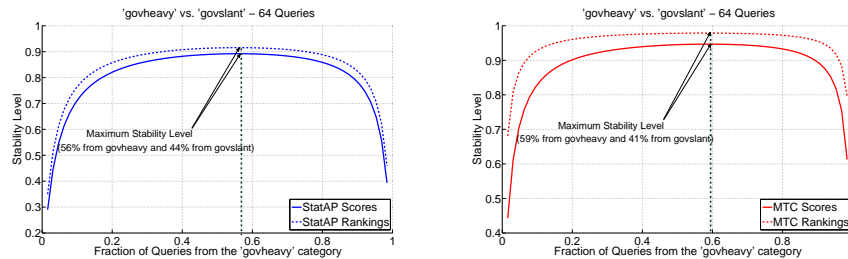 'govheavy' vs. 'govslant' – 64 Queries
1
0.9
0.8
0.7
0.6
0.5
0.4
0.3
0.2
Stability Level
Maximum Stability Level
(56% from govheavy and 44% from govslant)
StatAP Scores
StatAP Rankings
0 0.2 0.4 0.6 0.8 1
Fraction of Queries from the 'govheavy' category
'govheavy' vs. 'govslant' – 64 Queries
1
0.9
0.8
0.7
0.6
0.5
0.4
Stability Level
Maximum Stability Level
(59% from govheavy and 41% from govslant)
MTC Scores
MTC Rankings
0 0.2 0.4 0.6 0.8
Fraction of Queries from the 'govheavy' category